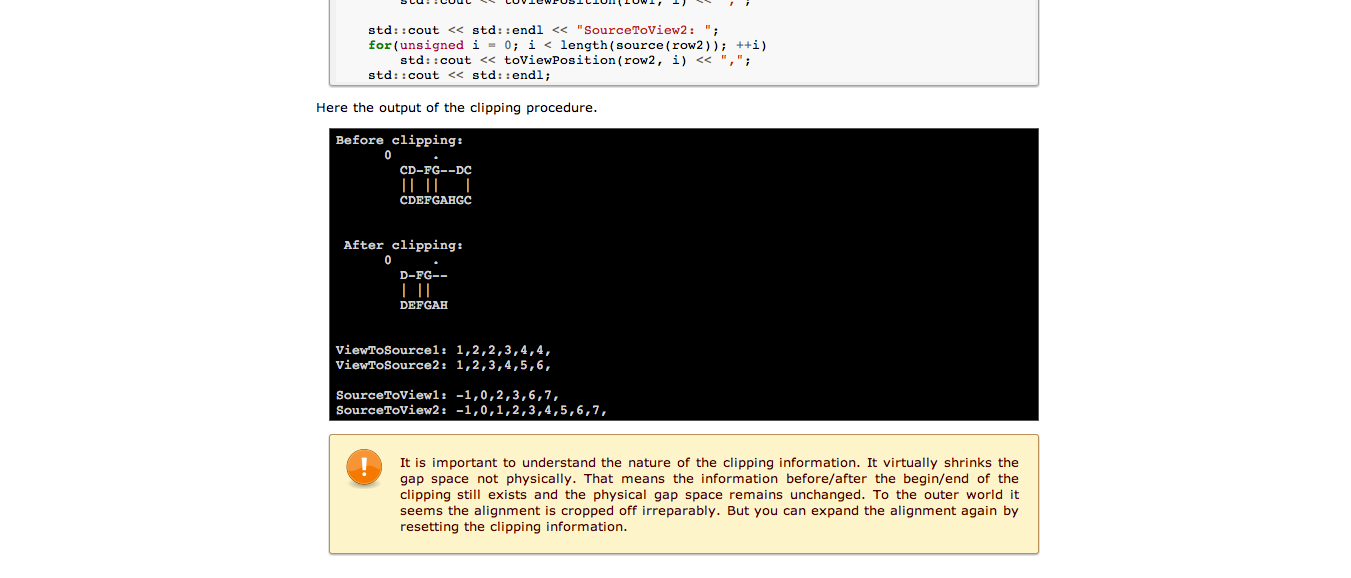 std::cout << toViewPosition(row1, i) << ",";
std::cout << std::endl << "SourceToView2: ";
for(unsigned i = 0; i < length(source(row2)); ++i)
std::cout << toViewPosition(row2, i) << ",";
std::cout << std::endl;
Here the output of the clipping procedure.
Before clipping:
0     .
CD-FG--DC
|| ||   |
CDEFGAHGC
After clipping:
0     .
D-FG--
| ||
DEFGAH
ViewToSource1: 1,2,2,3,4,4,
ViewToSource2: 1,2,3,4,5,6,
SourceToView1: -1,0,2,3,6,7,
SourceToView2: -1,0,1,2,3,4,5,6,7,
It is important to understand the nature of the clipping information. It virtually shrinks the
gap space not physically. That means the information before/after the begin/end of the
clipping still exists and the physical gap space remains unchanged. To the outer world it
seems the alignment is cropped off irreparably. But you can expand the alignment again by
resetting the clipping information.